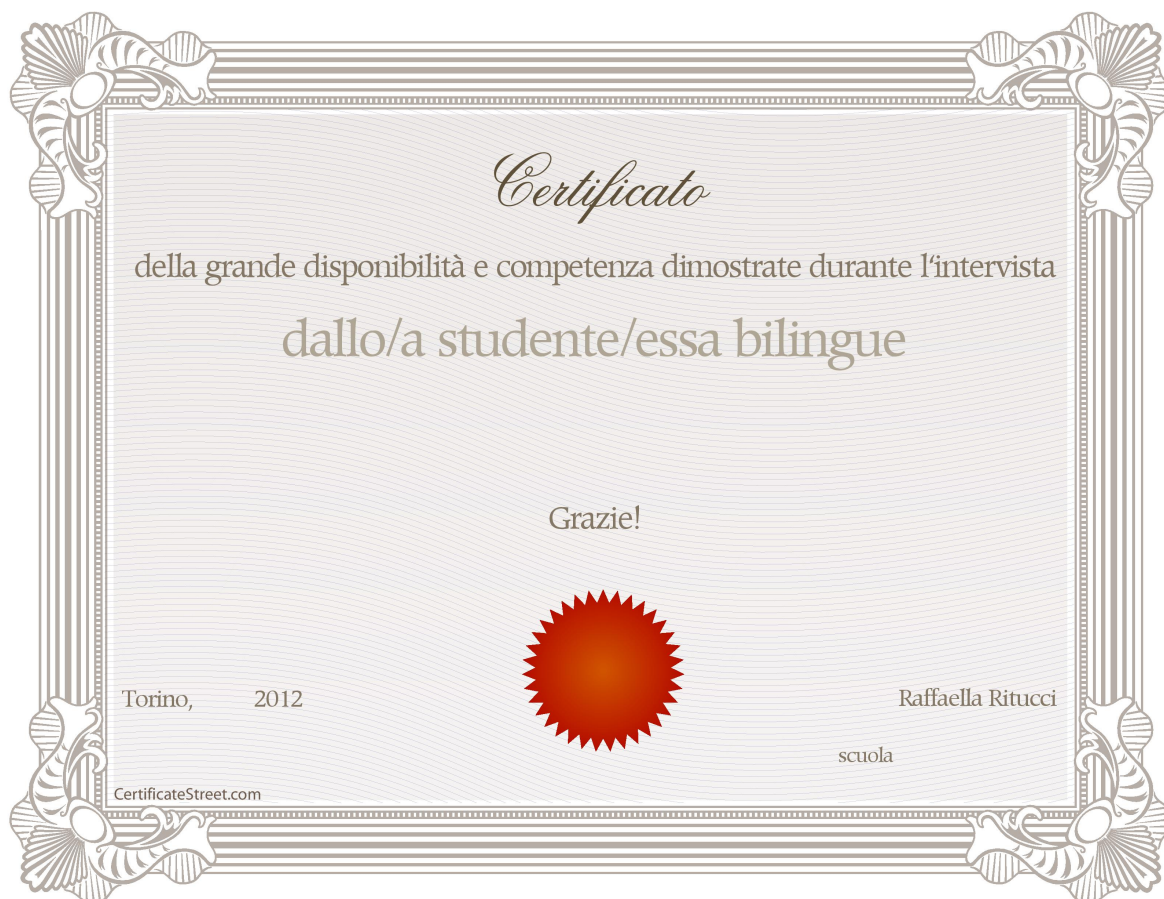 Certificato
della grande disponibilità e competenza dimostrate durante l‘intervista
dallo/a studente/essa bilingue
Grazie!
Torino, 2012
Raffaella Ritucci
scuola
CertificateStreet.com